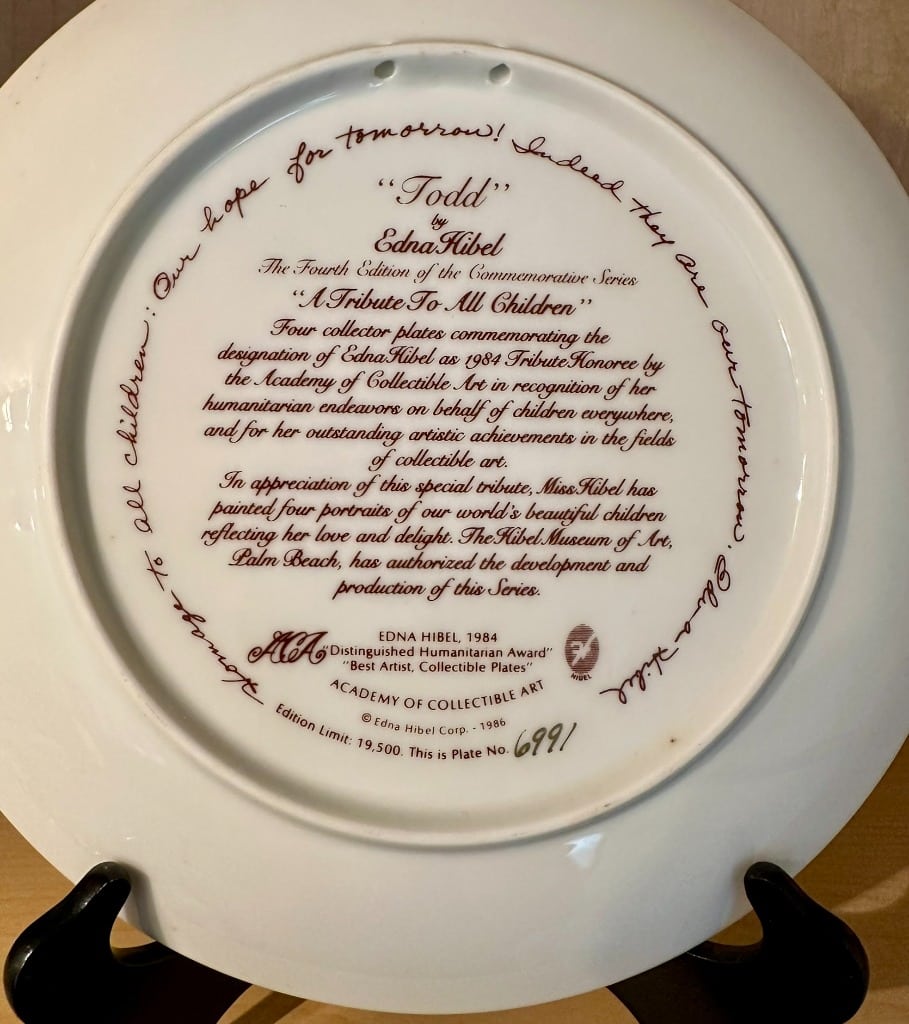 Homage to all children: Our hope for tomorrow! Indeed they are our tomorrow. Edna Hibel
“Todd”
by
Edna Hibel
The Fourth Edition of the Commemorative Series
“A Tribute To All Children”
Four collector plates commemorating the
designation of Edna Hibel as 1984 Tribute Honoree by
the Academy of Collectible Art in recognition of her
humanitarian endeavors on behalf of children everywhere,
and for her outstanding artistic achievements in the fields
of collectible art.
In appreciation of this special tribute, Miss Hibel has
painted four portraits of our world's beautiful children
reflecting her love and delight. The Hibel Museum of Art,
Palm Beach, has authorized the development and
production of this Series.
ACA
EDNA HIBEL, 1984
"Distinguished Humanitarian Award"
"Best Artist, Collectible Plates"
HIBEL
ACADEMY OF COLLECTIBLE ART
© Edna Hibel Corp. - 1986
Edition Limit: 19,500. This is Plate No. 6991